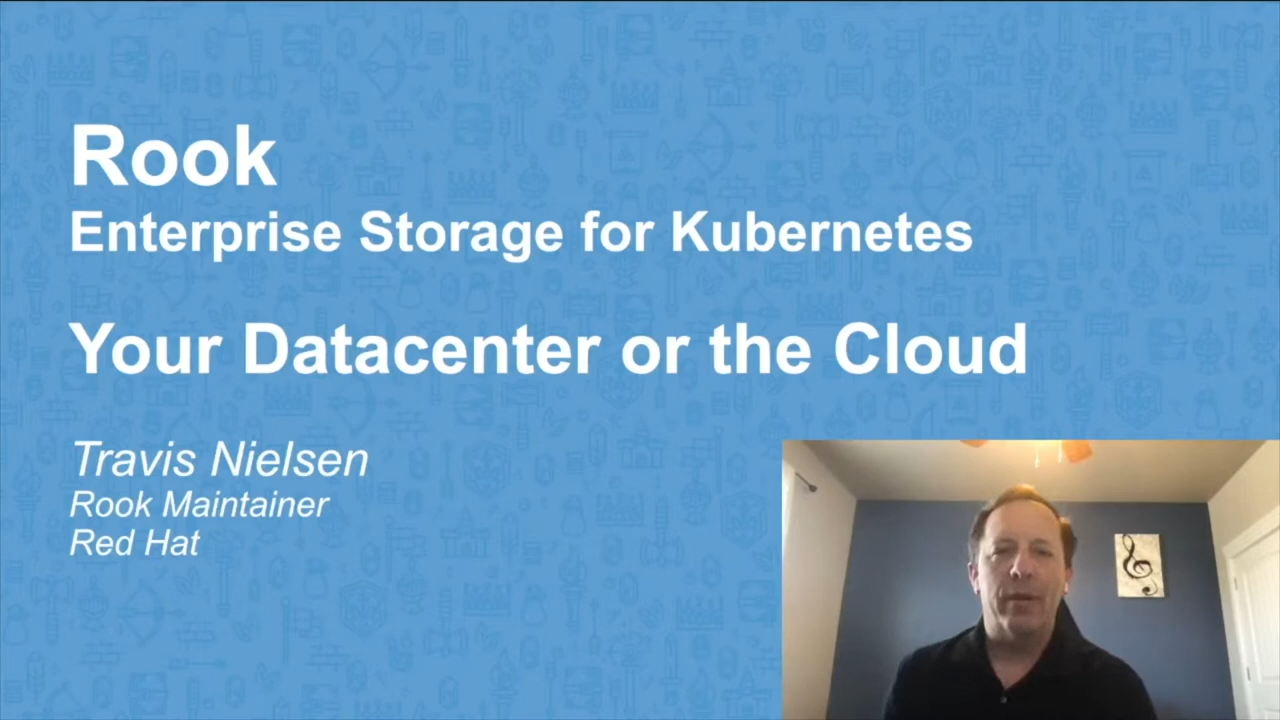 Rook
Enterprise Storage for Kubernetes
Your Datacenter or the Cloud
Travis Nielsen
Rook Maintainer
Red Hat